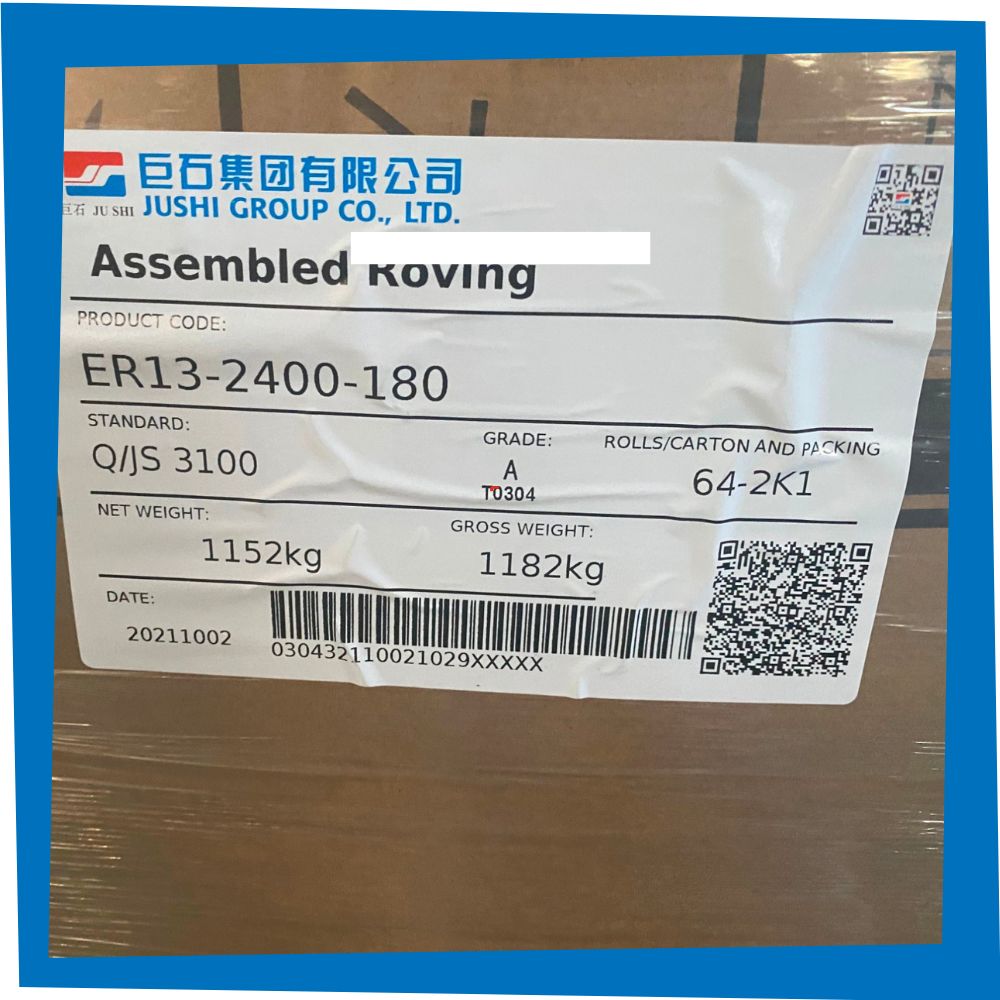 巨石集团有限公司
巨石 JU SHI JUSHI GROUP CO., LTD.
Assembled Roving
PRODUCT CODE:
ER13-2400-180
STANDARD:
Q/JS 3100
GRADE:
A
T0304
ROLLS/CARTON AND PACKING
64-2K1
NET WEIGHT:
1152kg
GROSS WEIGHT:
1182kg
DATE:
20211002
030432110021029XXXXX